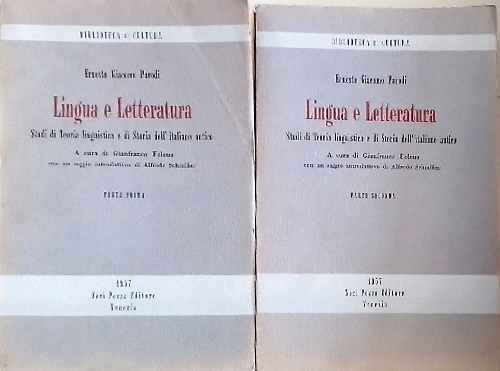 BIBLIOTECA DI CULTURA
Ernesto Giacomo Parodi
Lingua e Letteratura
Studi di Teoria linguistica e di Storia dell'italiano antico
A cura di Gianfranco Folena
con un saggio introduttivo di Alfredo Schiaffini
PARTE PRIMA
1957
Neri Pozza Editore
Venezia
BIBLIOTECA DI CULTURA
Ernesto Giacomo Parodi
Lingua e Letteratura
Studi di Teoria linguistica e di Storia dell'italiano antico
A cura di Gianfranco Folena
con un saggio introduttivo di Alfredo Schiaffini
PARTE SECONDA
1957
Neri Pozza Editore
Venezia